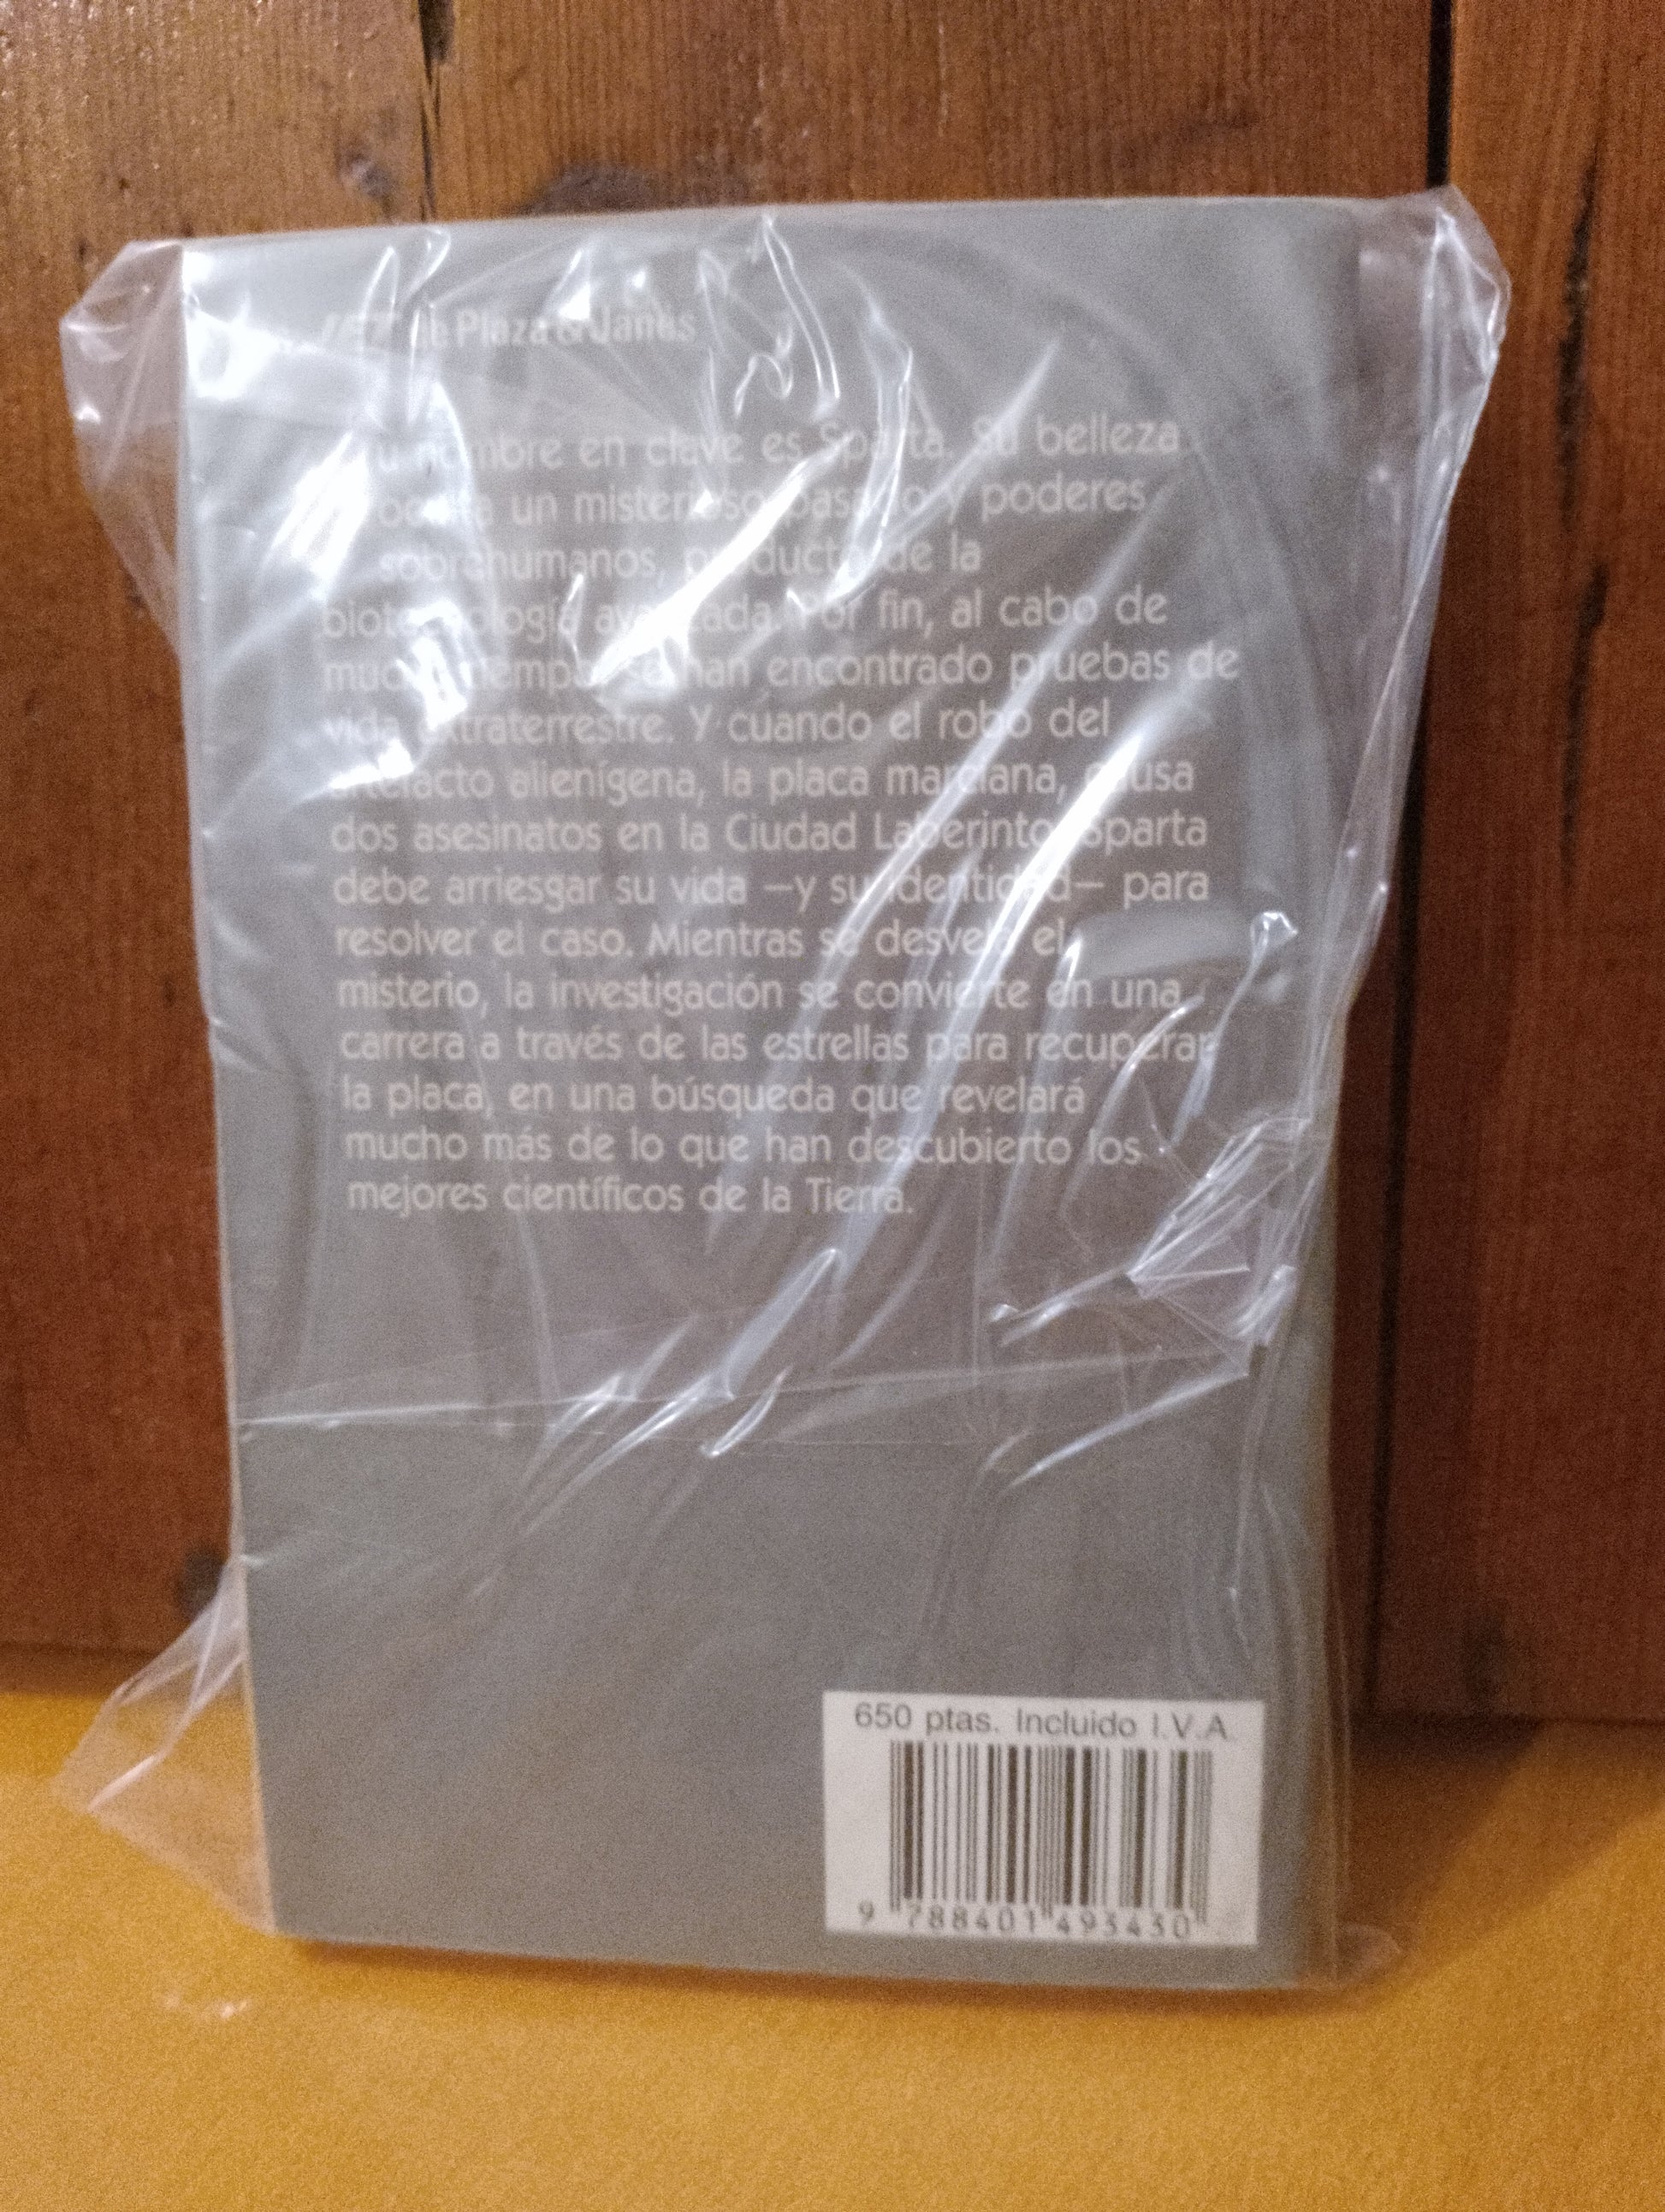 JET de Plaza & Janés
u nombre en clave es Sparta. Su belleza
oculta un misterioso pasado y poderes
sobrehumanos, producto de la
biotecnología avanzada. Por fin, al cabo de
mucho tiempo, se han encontrado pruebas de
vida extraterrestre. Y cuando el robo del
artefacto alienígena, la placa marciana, causa
dos asesinatos en la Ciudad Laberinto, Sparta
debe arriesgar su vida —y su identidad— para
resolver el caso. Mientras se desvela el
misterio, la investigación se convierte en una
carrera a través de las estrellas para recuperar
la placa, en una búsqueda que revelará
mucho más de lo que han descubierto los
mejores científicos de la Tierra.
650 ptas. Incluido I.V.A.
9 788401 493430